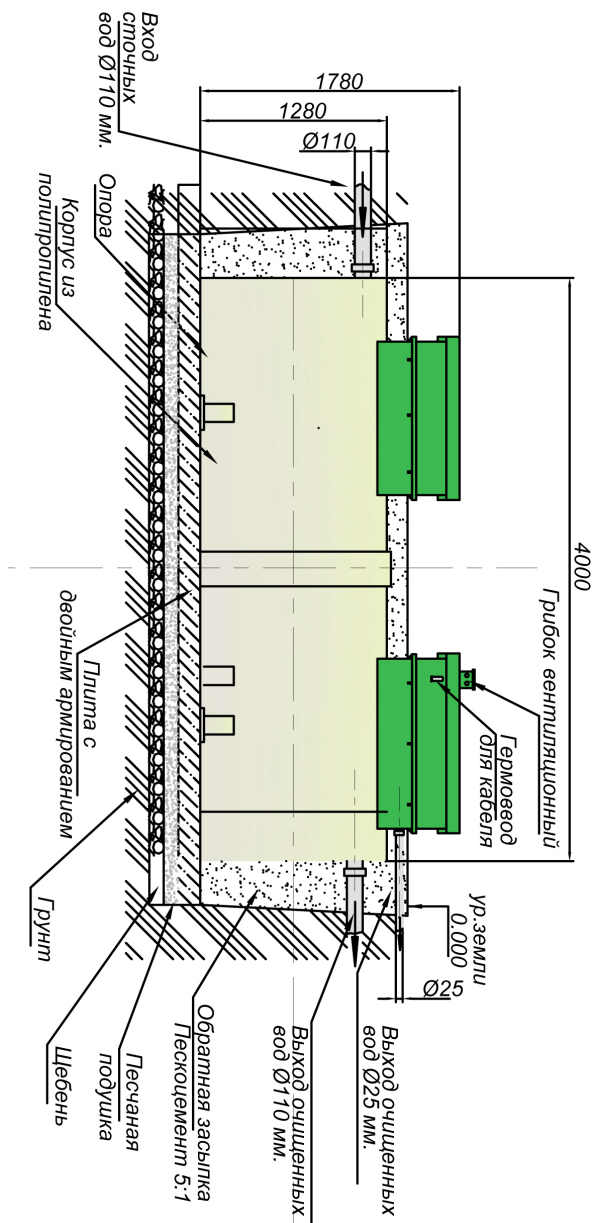 Вход
сточных
вод Ø110 мм.
1780
1280
Ø110
4000
Грибок вентиляционный
Гермоввод
для кабеля
ур.земли
0.000
Ø25
Выход очищенных
вод Ø25 мм.
Выход очищенных
вод Ø110 мм.
Обратная засыпка
Пескоцемент 5:1
Песчаная
подушка
Щебень
Грунт
Плита с
двойным армированием
Корпус из
полипропилена
Опора